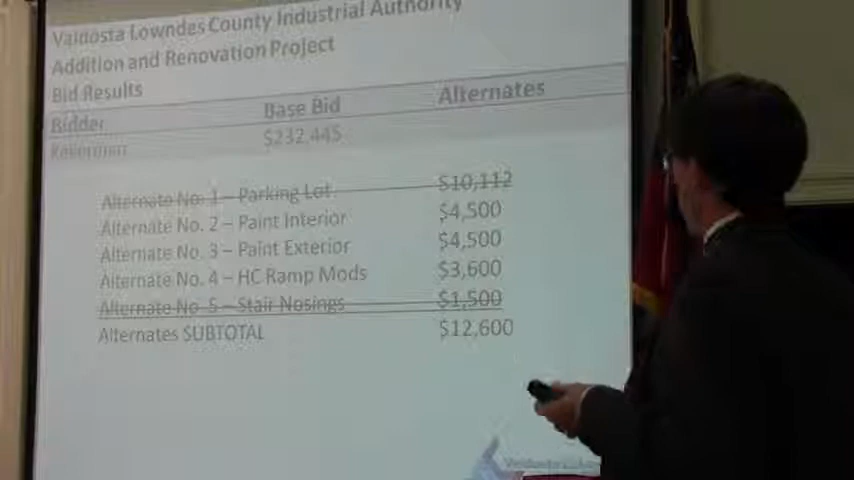 Valdosta Lowndes County Industrial Authority
Addition and Renovation Project
Bid Results
Bidder Base Bid Alternates
$232,445
Alternate No. 1 – Parking Lot $10,112
Alternate No. 2 – Paint Interior $4,500
Alternate No. 3 – Paint Exterior $4,500
Alternate No. 4 – HC Ramp Mods $3,600
Alternate No. 5 – Stair Nosings $1,500
Alternates SUBTOTAL $12,600